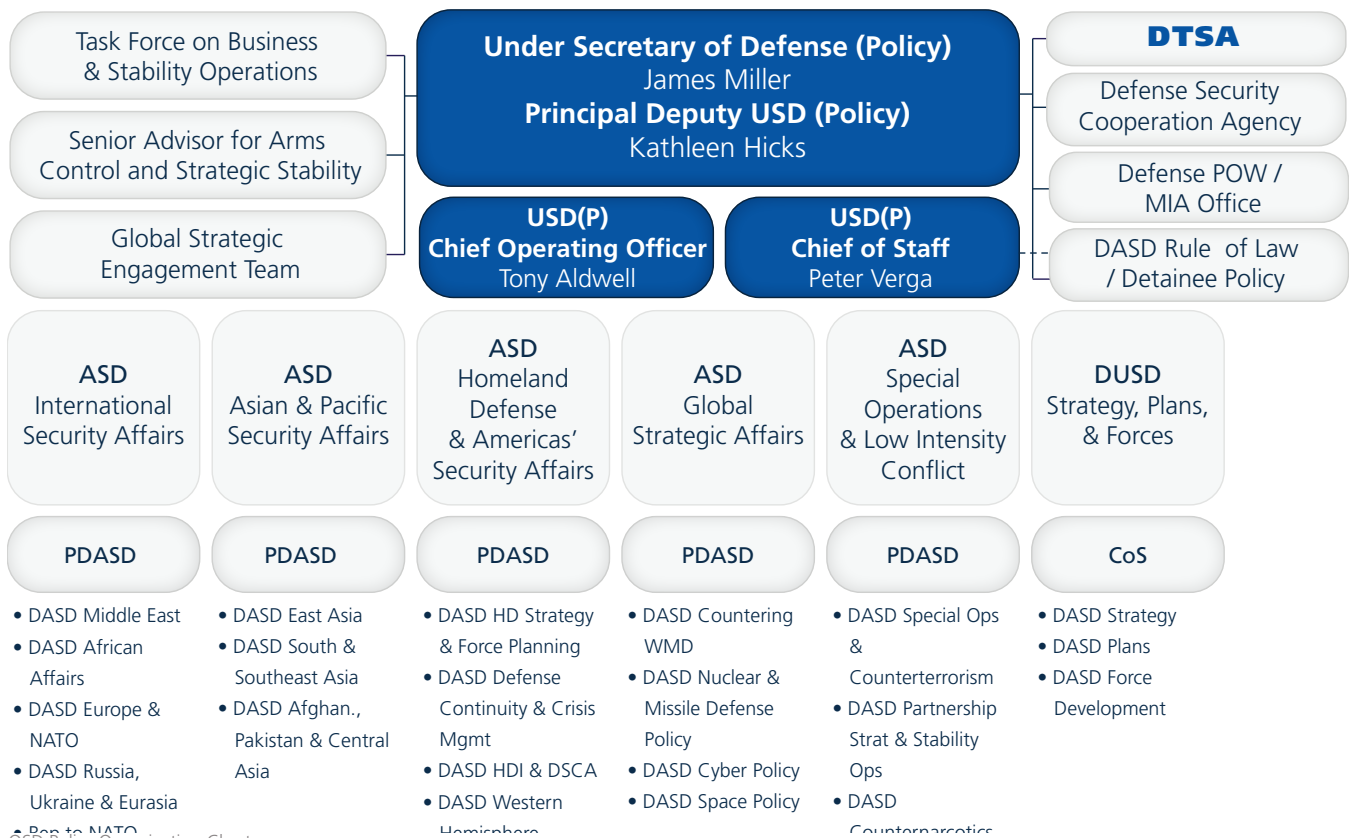 Task Force on Business
& Stability Operations
Senior Advisor for Arms
Control and Strategic Stability
Global Strategic
Engagement Team
Under Secretary of Defense (Policy)
James Miller
Principal Deputy USD (Policy)
Kathleen Hicks
USD(P)
Chief Operating Officer
Tony Aldwell
USD(P)
Chief of Staff
Peter Verga
DTSA
Defense Security
Cooperation Agency
Defense POW /
MIA Office
DASD Rule of Law
/ Detainee Policy
ASD
International
Security Affairs
ASD
Asian & Pacific
Security Affairs
ASD
Homeland
Defense
& Americas’
Security Affairs
ASD
Global
Strategic Affairs
ASD
Special
Operations
& Low Intensity
Conflict
DUSD
Strategy, Plans,
& Forces
PDASD
PDASD
PDASD
PDASD
PDASD
CoS
• DASD Middle East
• DASD African
Affairs
• DASD Europe &
NATO
• DASD Russia,
Ukraine & Eurasia
• Rep to NATO
• DASD East Asia
• DASD South &
Southeast Asia
• DASD Afghan.,
Pakistan & Central
Asia
• DASD HD Strategy
& Force Planning
• DASD Defense
Continuity & Crisis
Mgmt
• DASD HDI & DSCA
• DASD Western
Hemisphere
• DASD Countering
WMD
• DASD Nuclear &
Missile Defense
Policy
• DASD Cyber Policy
• DASD Space Policy
• DASD Special Ops
&
Counterterrorism
• DASD Partnership
Strat & Stability
Ops
• DASD
Counternarcotics
• DASD Strategy
• DASD Plans
• DASD Force
Development